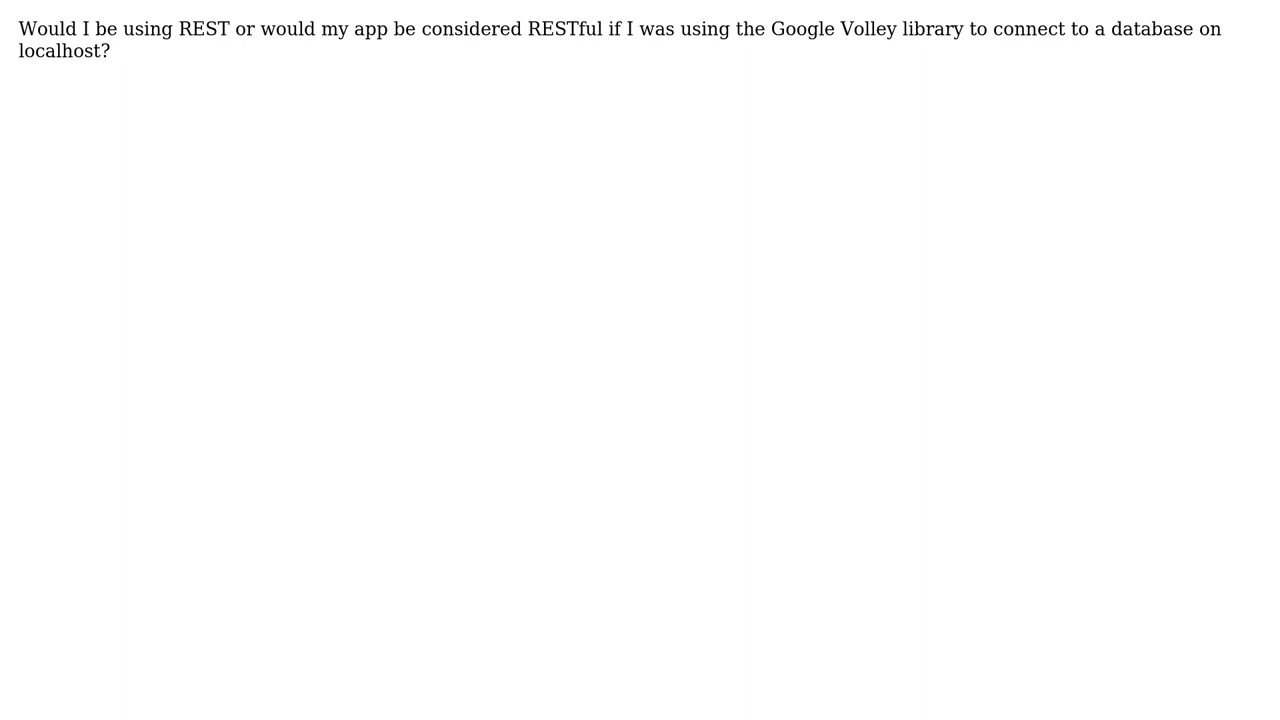 Would I be using REST or would my app be considered RESTful if I was using the Google Volley library to connect to a database on
localhost?